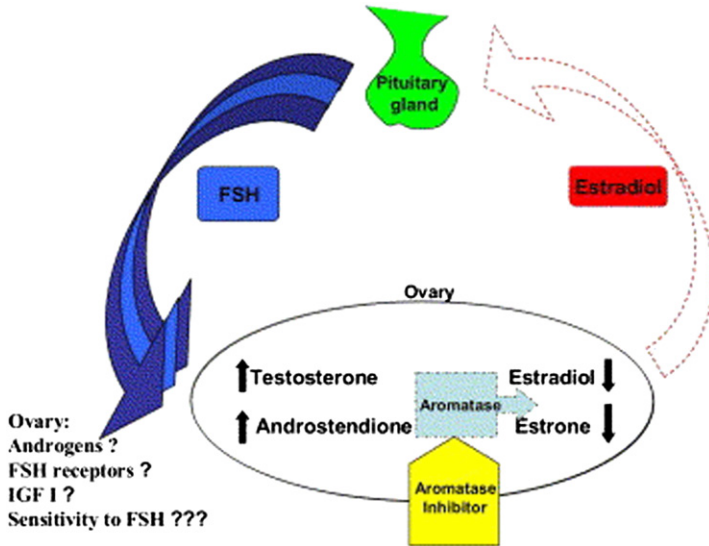 Pituitary
gland
FSH
Estradiol
Ovary
Testosterone
Estradiol
Aromatase
Androstendione
Estrone
Ovary:
Androgens ?
FSH receptors ?
IGF I ?
Sensitivity to FSH ???
Aromatase
Inhibitor